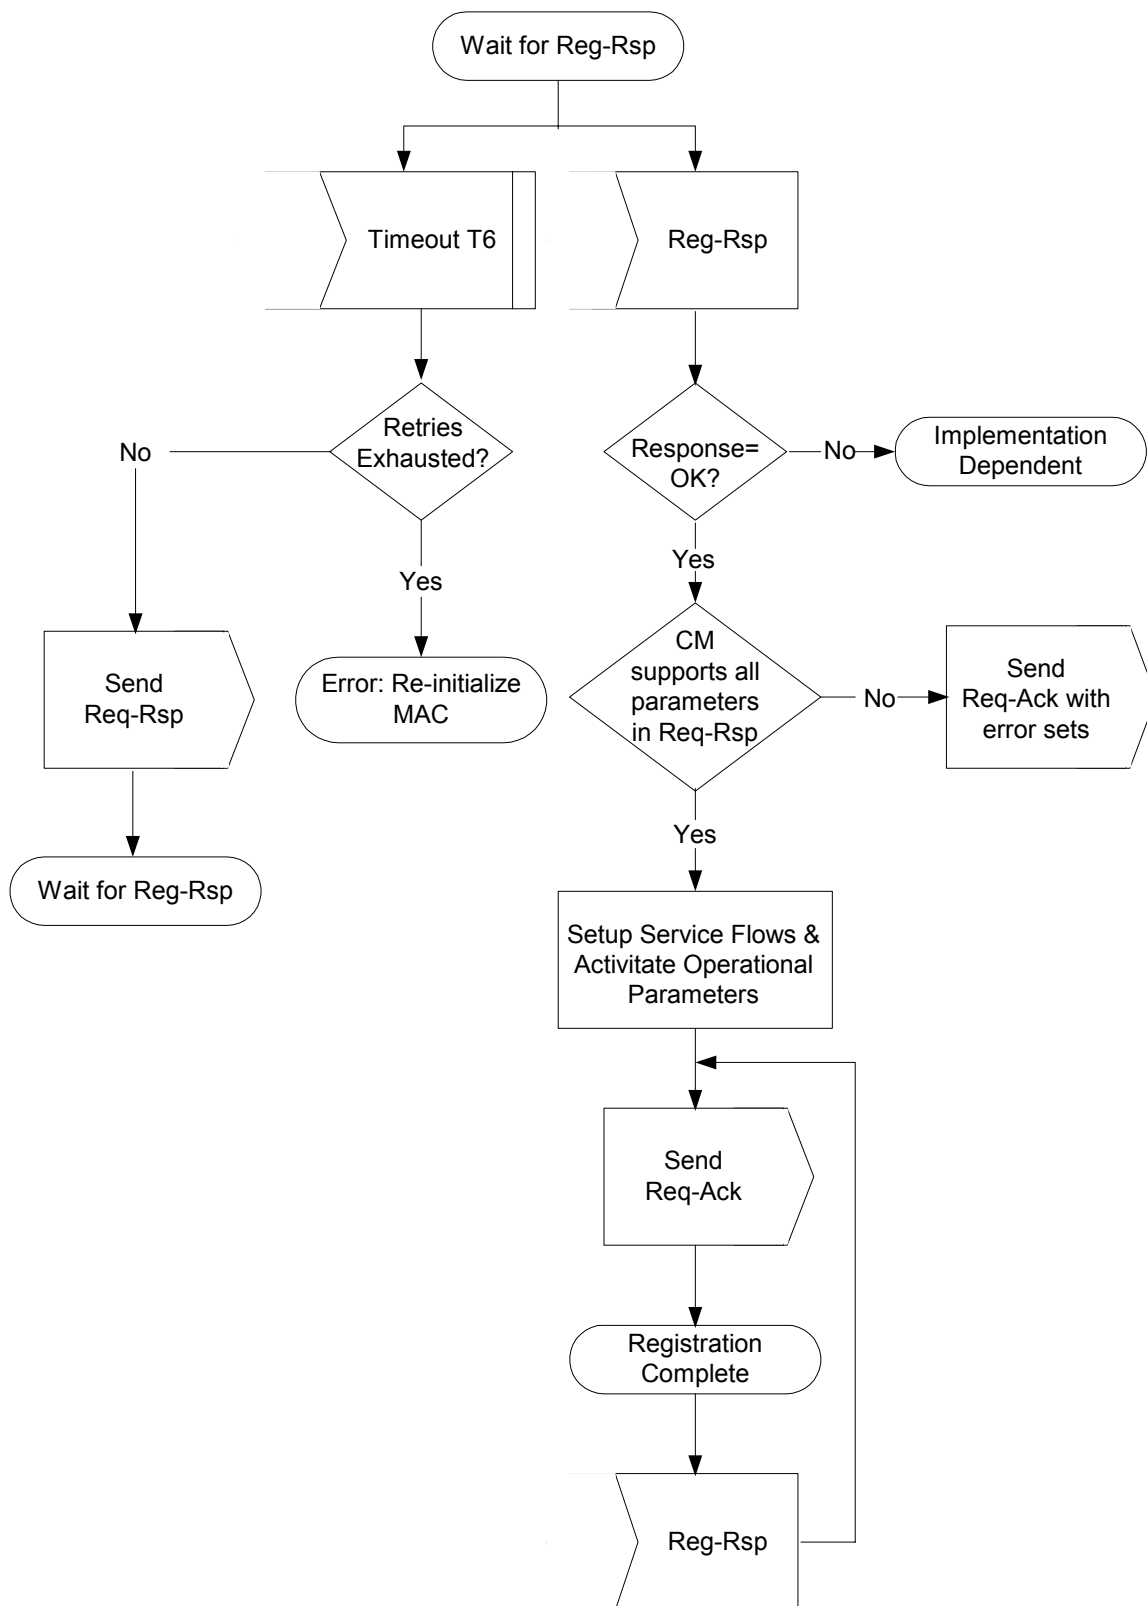 Wait for Reg-Rsp
Timeout T6
Reg-Rsp
Retries
Exhausted?
No
Response=
OK?
No
Implementation
Dependent
Yes
Yes
Send
Req-Rsp
Error: Re-initialize
MAC
CM
supports all
parameters
in Req-Rsp
No
Send
Req-Ack with
error sets
Wait for Reg-Rsp
Yes
Setup Service Flows &
Activitate Operational
Parameters
Send
Req-Ack
Registration
Complete
Reg-Rsp